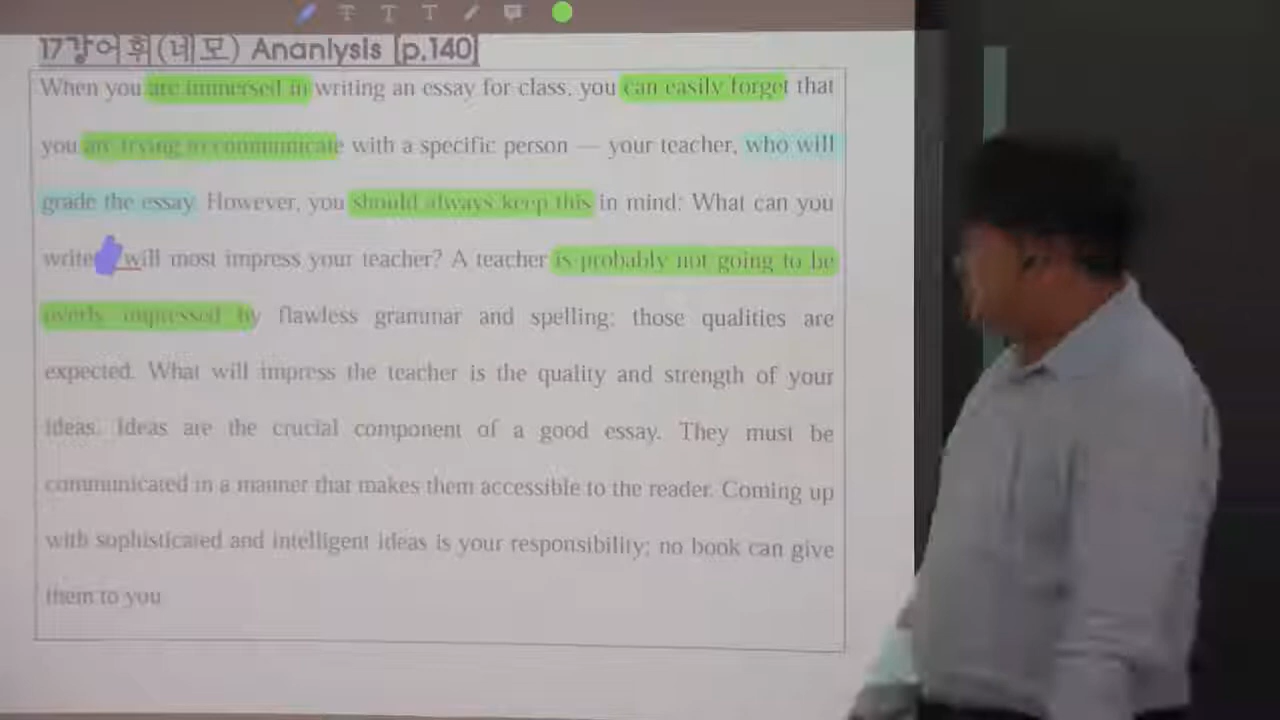 17강어휘(네모) Ananlysis [p.140]
When you are immersed in writing an essay for class, you can easily forget that
you are trying to communicate with a specific person — your teacher, who will
grade the essay. However, you should always keep this in mind: What can you
write will most impress your teacher? A teacher is probably not going to be
overly impressed by flawless grammar and spelling; those qualities are
expected. What will impress the teacher is the quality and strength of your
ideas. Ideas are the crucial component of a good essay. They must be
communicated in a manner that makes them accessible to the reader. Coming up
with sophisticated and intelligent ideas is your responsibility; no book can give
them to you